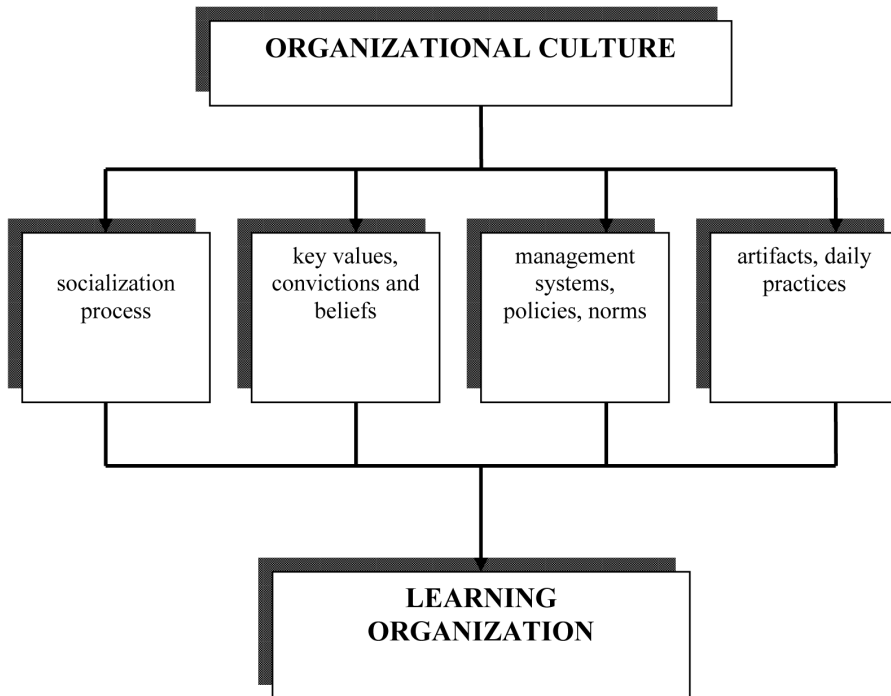 ORGANIZATIONAL CULTURE
socialization
process
key values,
convictions and
beliefs
management
systems,
policies, norms
artifacts, daily
practices
LEARNING
ORGANIZATION